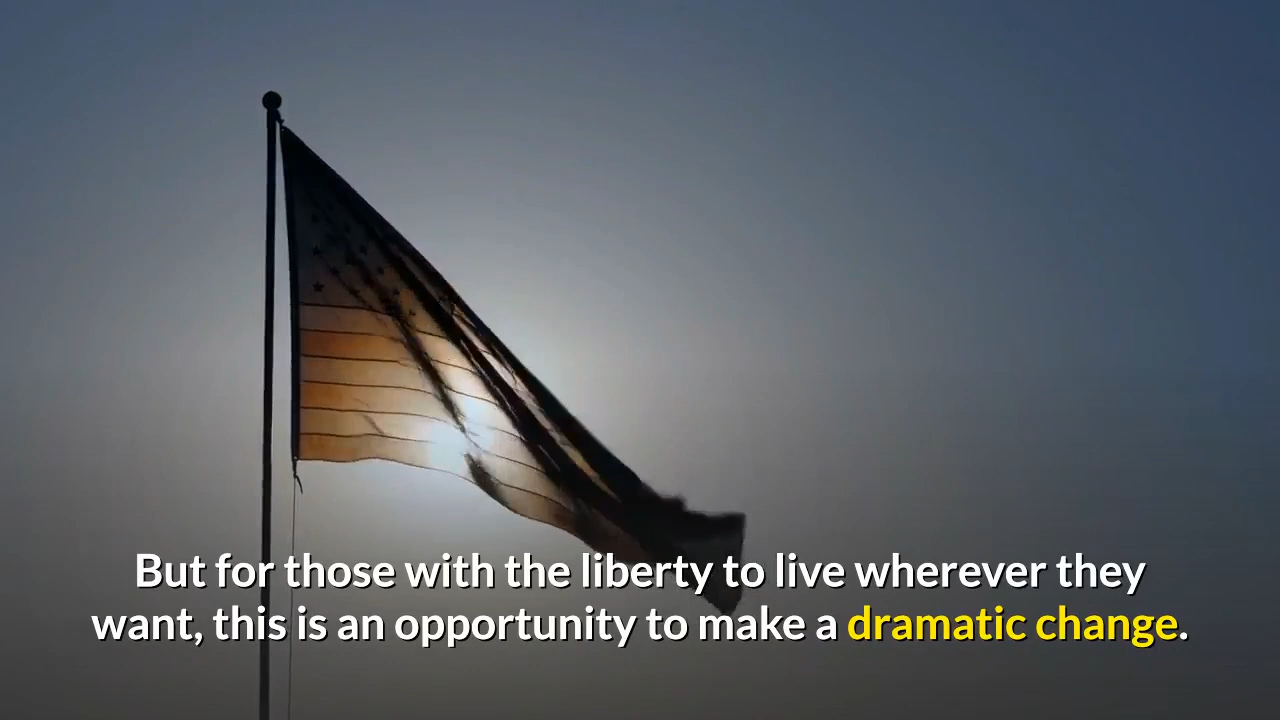 But for those with the liberty to live wherever they
want, this is an opportunity to make a dramatic change.